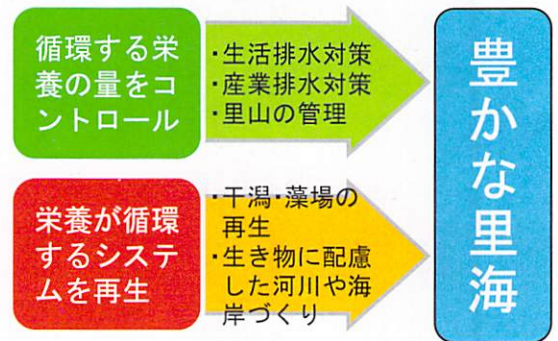 循環する栄
養の量をコ
ントロール
・生活排水対策
・産業排水対策
・里山の管理
栄養が循環
するシステ
ムを再生
・干潟・藻場の
再生
・生き物に配慮
した河川や海
岸づくり
豊かな里海